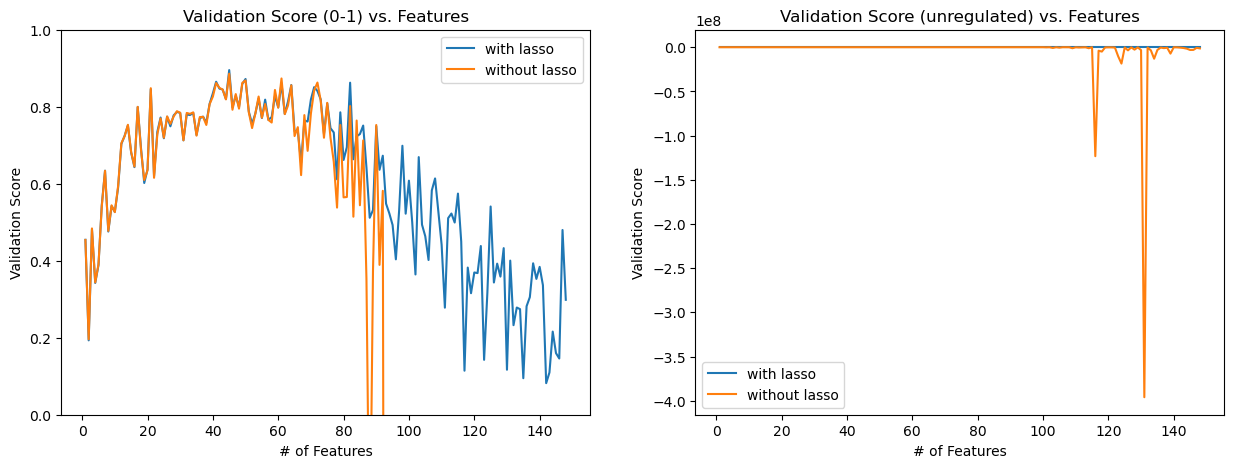 Validation Score (0-1) vs. Features
Validation Score
1.0
0.8
0.6
0.4
0.2
0.0
with lasso
without lasso
0 20 40 60 80 100 120 140
# of Features
Validation Score (unregulated) vs. Features
1e8
Validation Score
0.0
−0.5
−1.0
−1.5
−2.0
−2.5
−3.0
−3.5
−4.0
with lasso
without lasso
0 20 40 60 80 100 120 140
# of Features